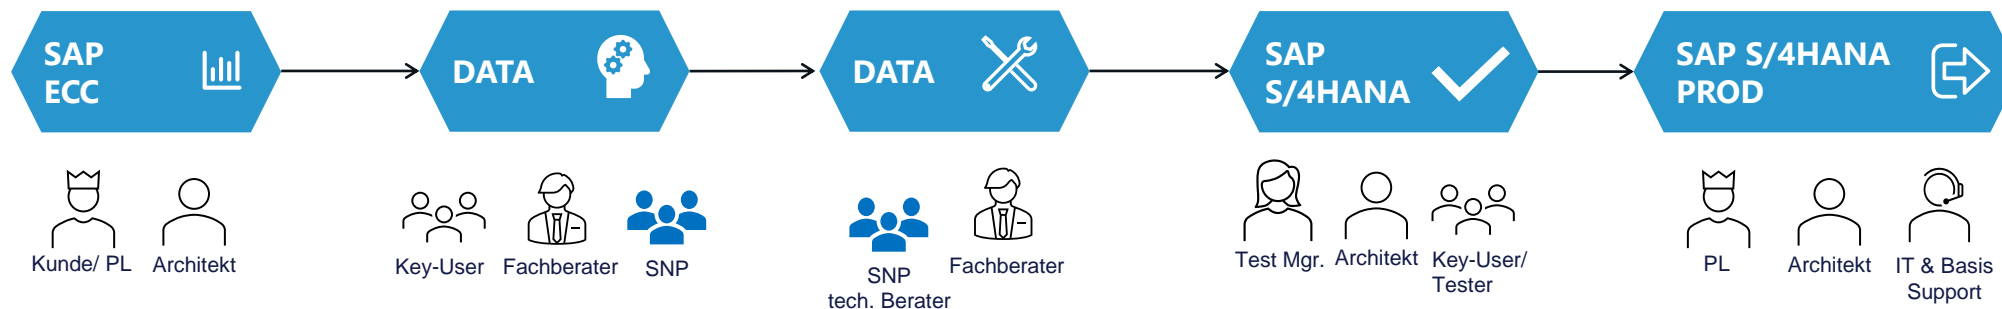 SAP
ECC
DATA
DATA
SAP
S/4HANA
SAP S/4HANA
PROD
Kunde/ PL
Architekt
Key-User
Fachberater
SNP
SNP
tech. Berater
Fachberater
Test Mgr.
Architekt
Key-User/
Tester
PL
Architekt
IT & Basis
Support